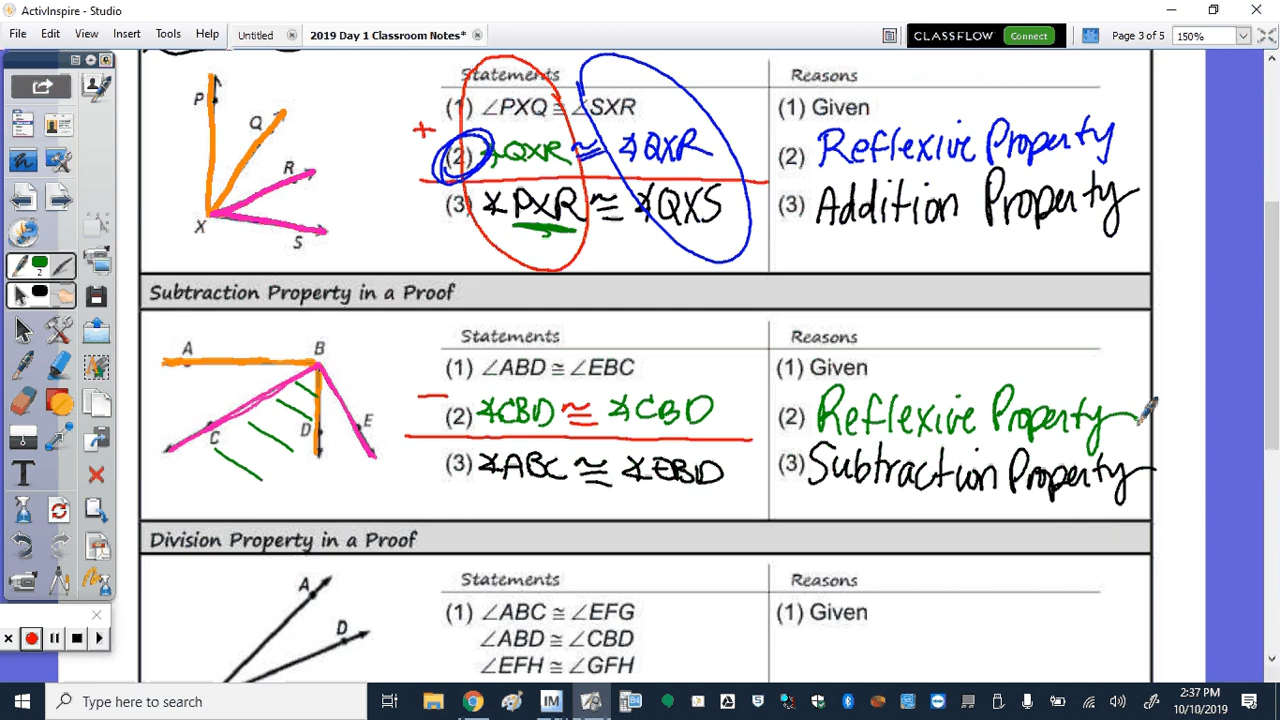 ActivInspire - Studio
File Edit View Insert Tools Help Untitled 2019 Day 1 Classroom Notes* CLASSFLOW Connect Page 3 of 5 150%
Statements Reasons
(1) ∠PXQ ≅ ∠SXR (1) Given
+ (2) ∡QXR ≅ ∡QXR (2) Reflexive Property
(3) ∡PXR ≅ ∡QXS (3) Addition Property
P
Q
R
X
S
Subtraction Property in a Proof
Statements Reasons
(1) ∠ABD ≅ ∠EBC (1) Given
− (2) ∡CBD ≅ ∡CBD (2) Reflexive Property
(3) ∡ABC ≅ ∡EBD (3) Subtraction Property
A B
C D E
Division Property in a Proof
Statements Reasons
(1) ∠ABC ≅ ∠EFG (1) Given
∠ABD ≅ ∠CBD
∠EFH ≅ ∠GFH
A
D
2
T
Type here to search
IM
2:37 PM
10/10/2019